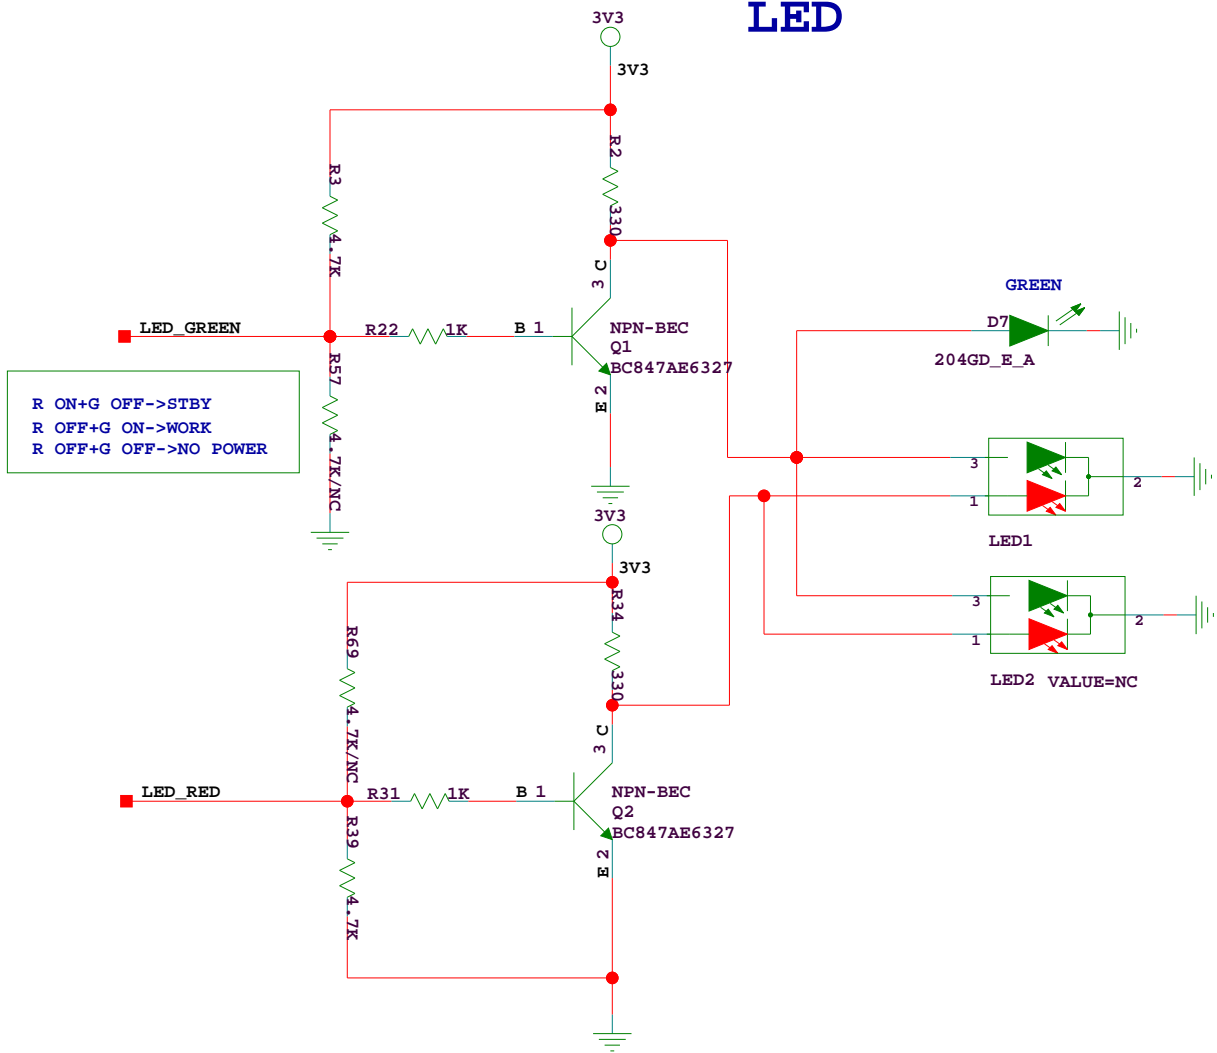 LED
3V3
3V3
R2
330
R3
4.7K
3 C
GREEN
D7
204GD_E_A
LED_GREEN
R22 1K
B 1
NPN-BEC
Q1
BC847AE6327
E 2
R57
4.7K/NC
R ON+G OFF->STBY
R OFF+G ON->WORK
R OFF+G OFF->NO POWER
3
1
2
LED1
3V3
3V3
R34
330
3
1
2
LED2 VALUE=NC
R69
4.7K/NC
3 C
LED_RED
R31 1K
B 1
NPN-BEC
Q2
BC847AE6327
E 2
R39
4.7K